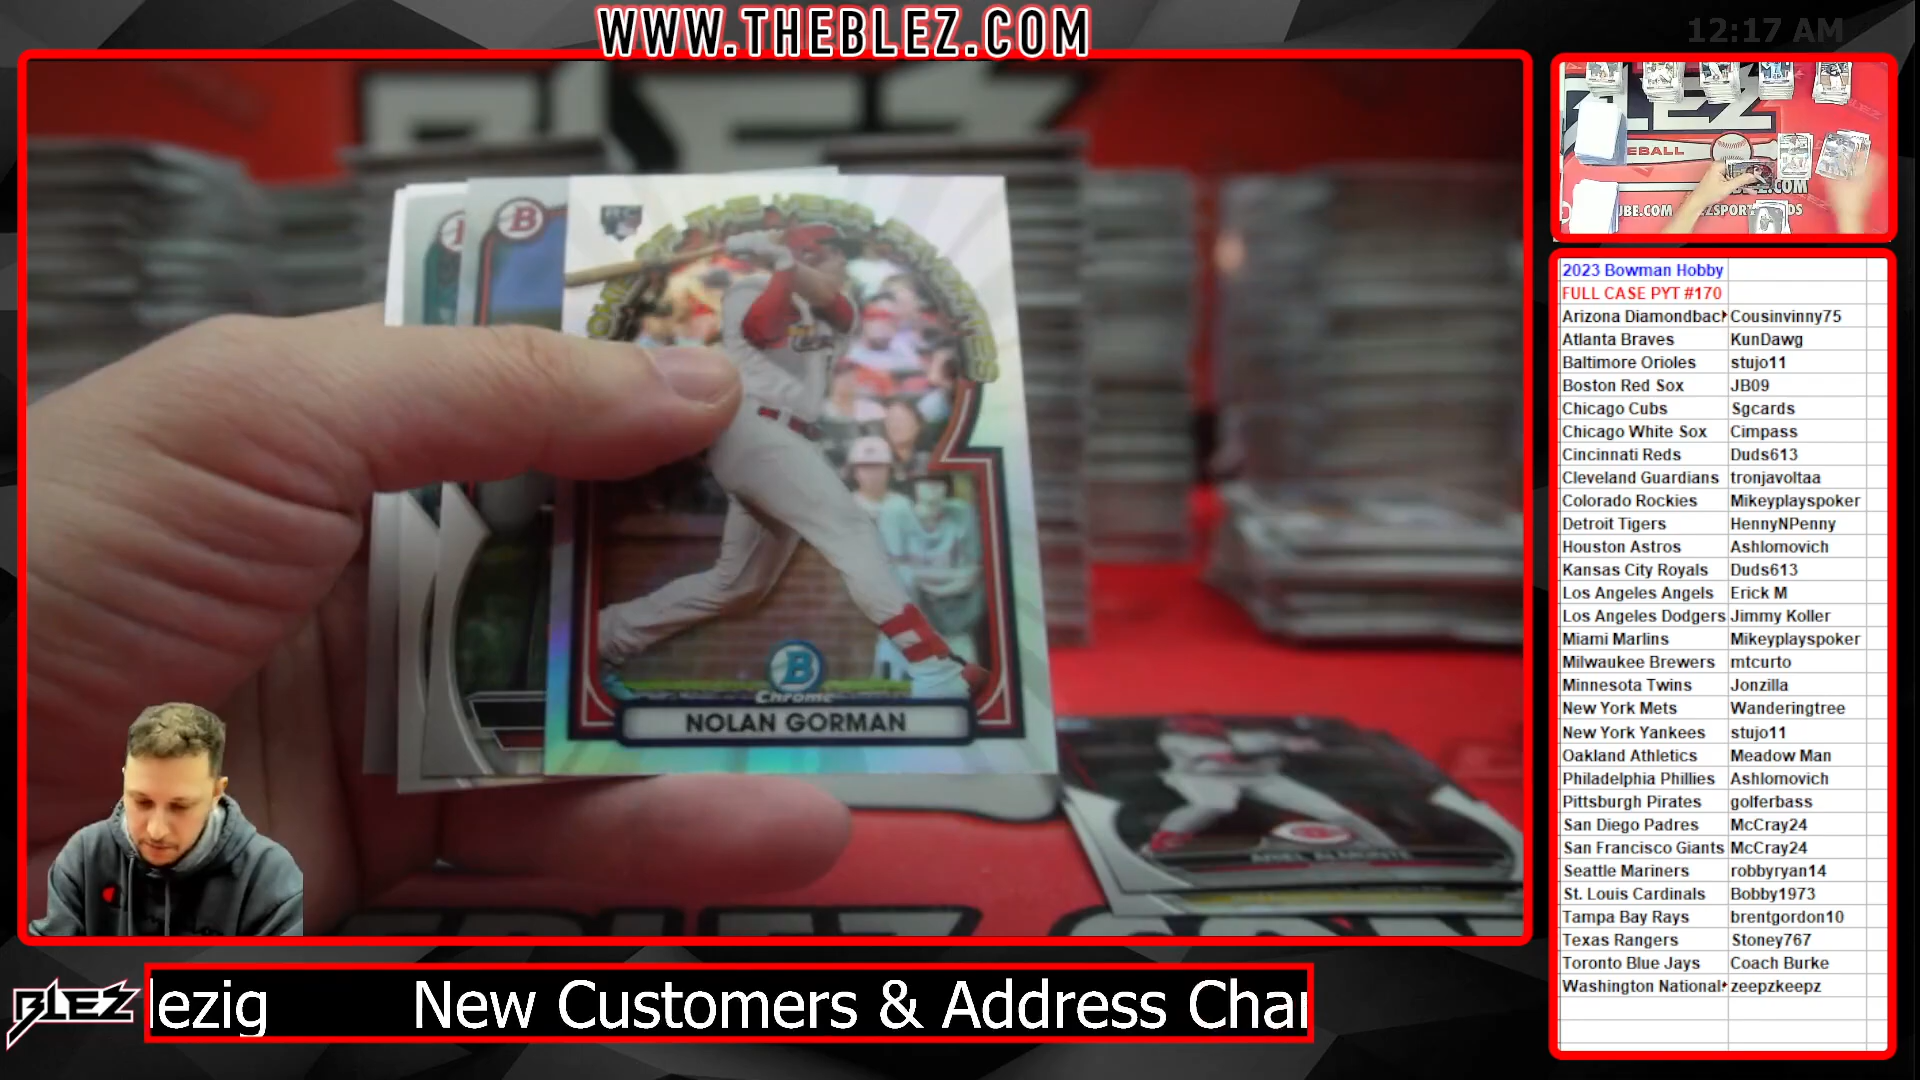 WWW.THEBLEZ.COM
12:17 AM
BLEZ
B
NOLAN GORMAN
Chrome
B
ARIEL ALMONTE
EBALL
.COM
2023 Bowman Hobby
FULL CASE PYT #170
Arizona Diamondbac Cousinvinny75
Atlanta Braves KunDawg
Baltimore Orioles stujo11
Boston Red Sox JB09
Chicago Cubs Sgcards
Chicago White Sox Cimpass
Cincinnati Reds Duds613
Cleveland Guardians tronjavoltaa
Colorado Rockies Mikeyplayspoker
Detroit Tigers HennyNPenny
Houston Astros Ashlomovich
Kansas City Royals Duds613
Los Angeles Angels Erick M
Los Angeles Dodgers Jimmy Koller
Miami Marlins Mikeyplayspoker
Milwaukee Brewers mtcurto
Minnesota Twins Jonzilla
New York Mets Wanderingtree
New York Yankees stujo11
Oakland Athletics Meadow Man
Philadelphia Phillies Ashlomovich
Pittsburgh Pirates golferbass
San Diego Padres McCray24
San Francisco Giants McCray24
Seattle Mariners robbyryan14
St. Louis Cardinals Bobby1973
Tampa Bay Rays brentgordon10
Texas Rangers Stoney767
Toronto Blue Jays Coach Burke
Washington National zeepzkeepz
BLEZ
lezig New Customers & Address Char